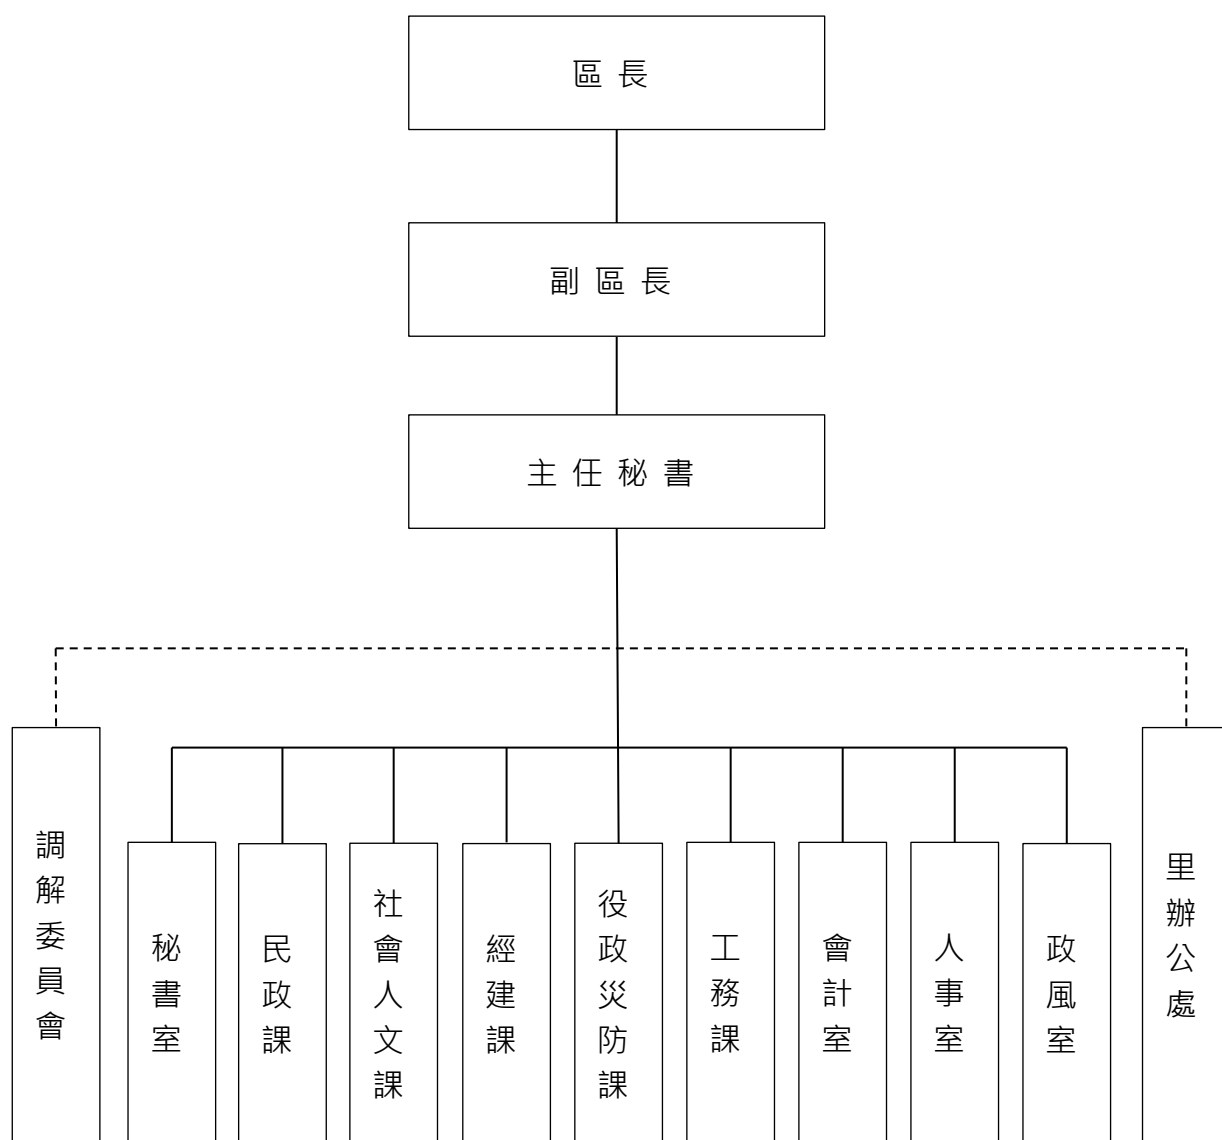 區長
副區長
主任秘書
調解委員會
秘書室
民政課
社會人文課
經建課
役政災防課
工務課
會計室
人事室
政風室
里辦公處